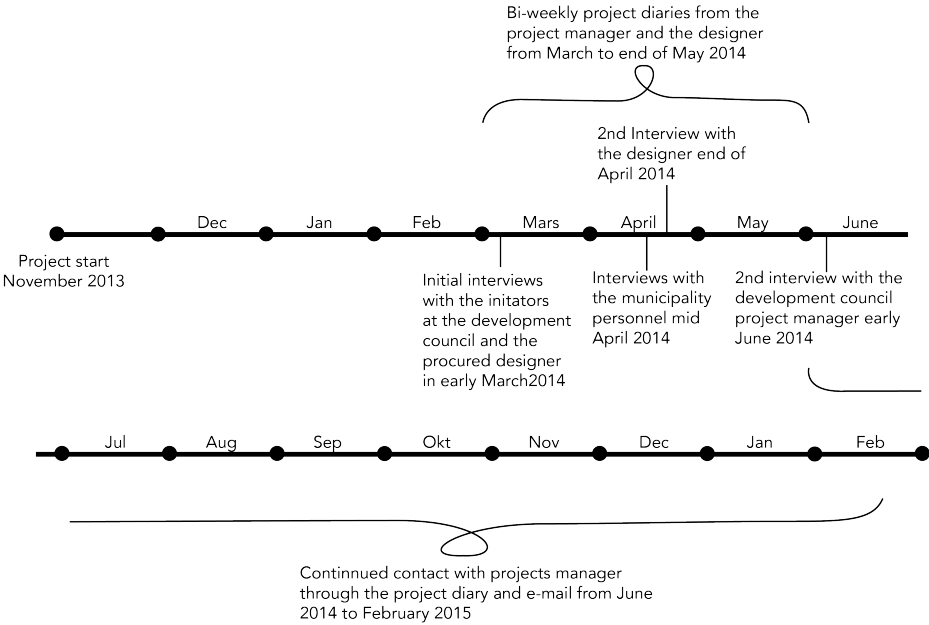 Bi-weekly project diaries from the
project manager and the designer
from March to end of May 2014
2nd Interview with
the designer end of
April 2014
Dec Jan Feb Mars April May June
Project start
November 2013
Initial interviews
with the initators
at the development
council and the
procured designer
in early March2014
Interviews with
the municipality
personnel mid
April 2014
2nd interview with the
development council
project manager early
June 2014
Jul Aug Sep Okt Nov Dec Jan Feb
Continnued contact with projects manager
through the project diary and e-mail from June
2014 to February 2015